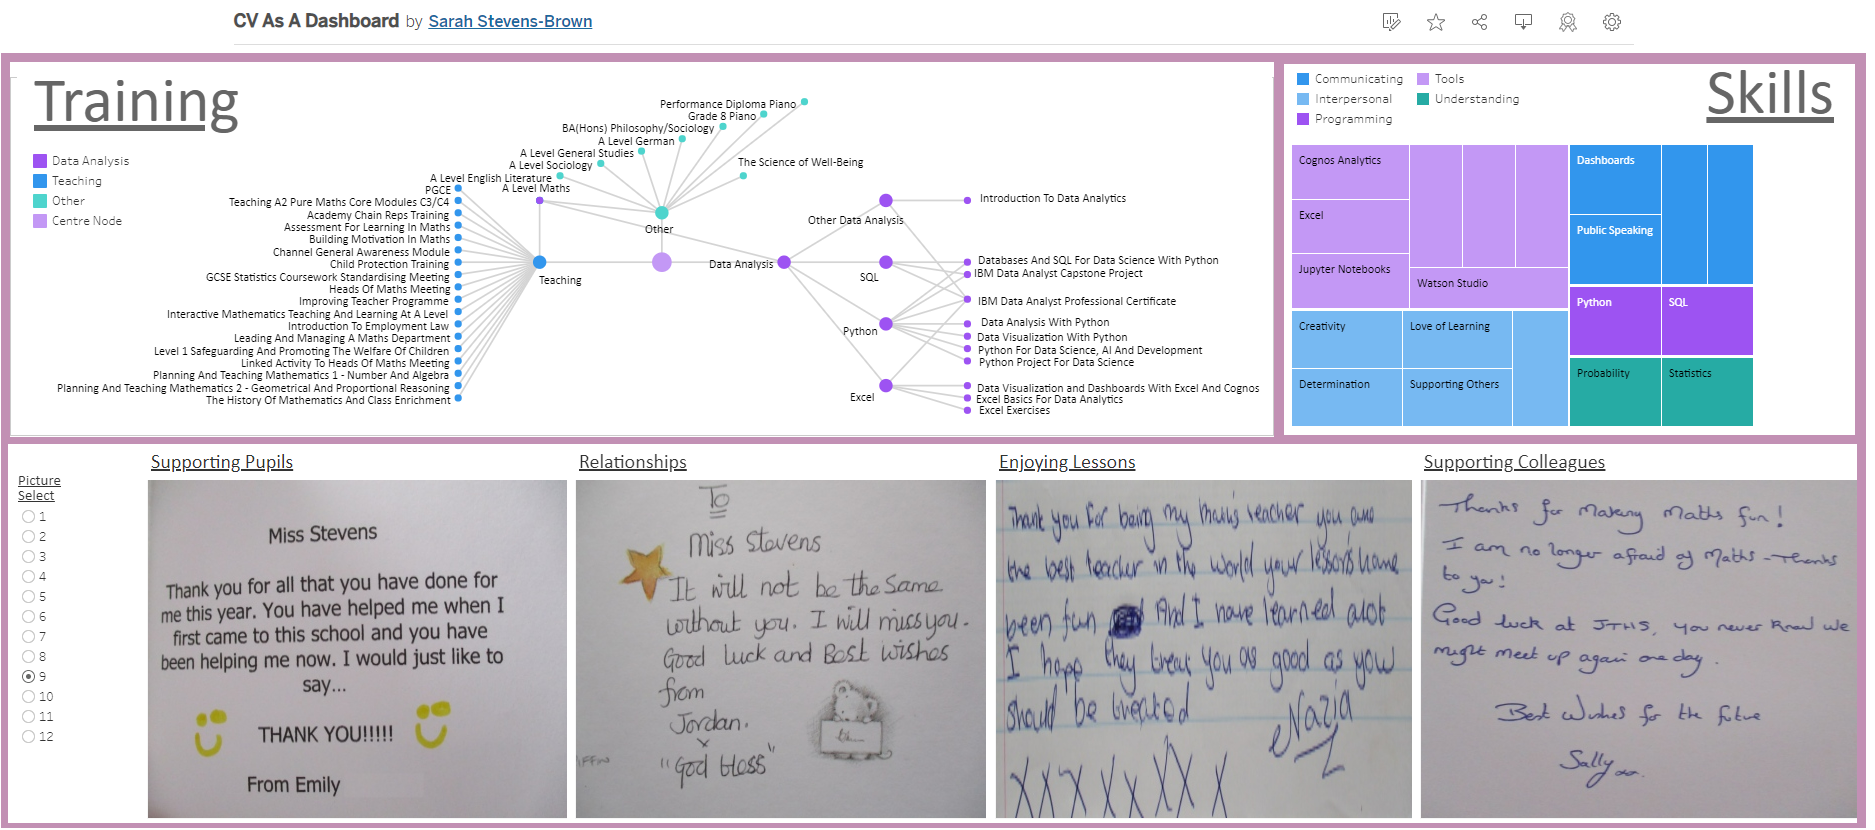 CV As A Dashboard by Sarah Stevens-Brown
Training
Data Analysis
Teaching
Other
Centre Node
Performance Diploma Piano
Grade 8 Piano
BA(Hons) Philosophy/Sociology
A Level German
A Level General Studies
A Level Sociology
A Level English Literature
A Level Maths
The Science of Well-Being
PGCE
Teaching A2 Pure Maths Core Modules C3/C4
Academy Chain Reps Training
Assessment For Learning In Maths
Building Motivation In Maths
Channel General Awareness Module
Child Protection Training
GCSE Statistics Coursework Standardising Meeting
Heads Of Maths Meeting
Improving Teacher Programme
Interactive Mathematics Teaching And Learning At A Level
Introduction To Employment Law
Leading And Managing A Maths Department
Level 1 Safeguarding And Promoting The Welfare Of Children
Linked Activity To Heads Of Maths Meeting
Planning And Teaching Mathematics 1 - Number And Algebra
Planning And Teaching Mathematics 2 - Geometrical And Proportional Reasoning
The History Of Mathematics And Class Enrichment
Teaching
Other
Data Analysis
Other Data Analysis
SQL
Python
Excel
Introduction To Data Analytics
Databases And SQL For Data Science With Python
IBM Data Analyst Capstone Project
IBM Data Analyst Professional Certificate
Data Analysis With Python
Data Visualization With Python
Python For Data Science, AI And Development
Python Project For Data Science
Data Visualization and Dashboards With Excel And Cognos
Excel Basics For Data Analytics
Excel Exercises
Skills
Communicating
Interpersonal
Programming
Tools
Understanding
Cognos Analytics
Excel
Jupyter Notebooks
Watson Studio
Dashboards
Public Speaking
Python
SQL
Creativity
Love of Learning
Determination
Supporting Others
Probability
Statistics
Picture
Select
1
2
3
4
5
6
7
8
9
10
11
12
Supporting Pupils
Miss Stevens
Thank you for all that you have done for
me this year. You have helped me when I
first came to this school and you have
been helping me now. I would just like to
say...
THANK YOU!!!!!
From Emily
Relationships
To
Miss Stevens
It will not be the same
without you. I will miss you.
Good luck and Best wishes
from
Jordan.
x
"God bless"
Enjoying Lessons
Thank you for being my maths teacher you are
the best teacher in the world your lessons have
been fun And I have learned alot
I hope they treat you as good as you
should be treated
Nazia
X X X X X X X X
Supporting Colleagues
Thanks for making maths fun!
I am no longer afraid of maths - thanks
to you!
Good luck at JTHS, you never know we
might meet up again one day.
Best wishes for the future
Sally xx.